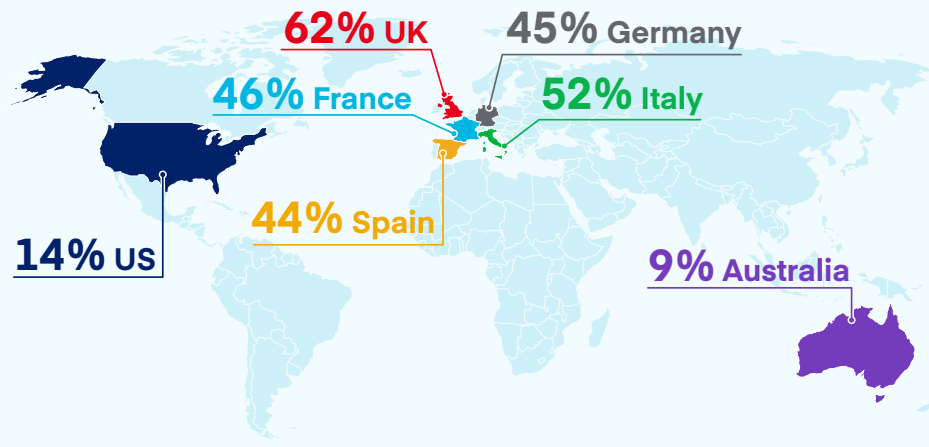 62% UK
45% Germany
46% France
52% Italy
44% Spain
14% US
9% Australia